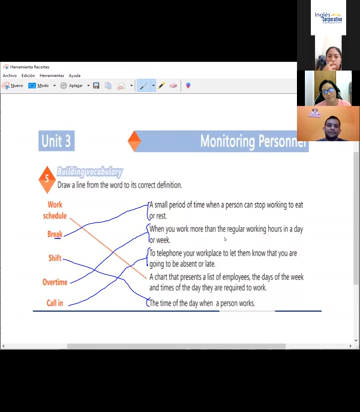 Inglés
corporativo
Herramienta Recortes
Archivo Edición Herramientas Ayuda
Nuevo Modo Aplazar
Unit 3
Monitoring Personnel
5
Building vocabulary
Draw a line from the word to its correct definition.
Work
schedule
Break
Shift
Overtime
Call in
A small period of time when a person can stop working to eat
or rest.
When you work more than the regular working hours in a day
or week.
To telephone your workplace to let them know that you are
going to be absent or late.
A chart that presents a list of employees, the days of the week
and times of the day they are required to work.
The time of the day when a person works.